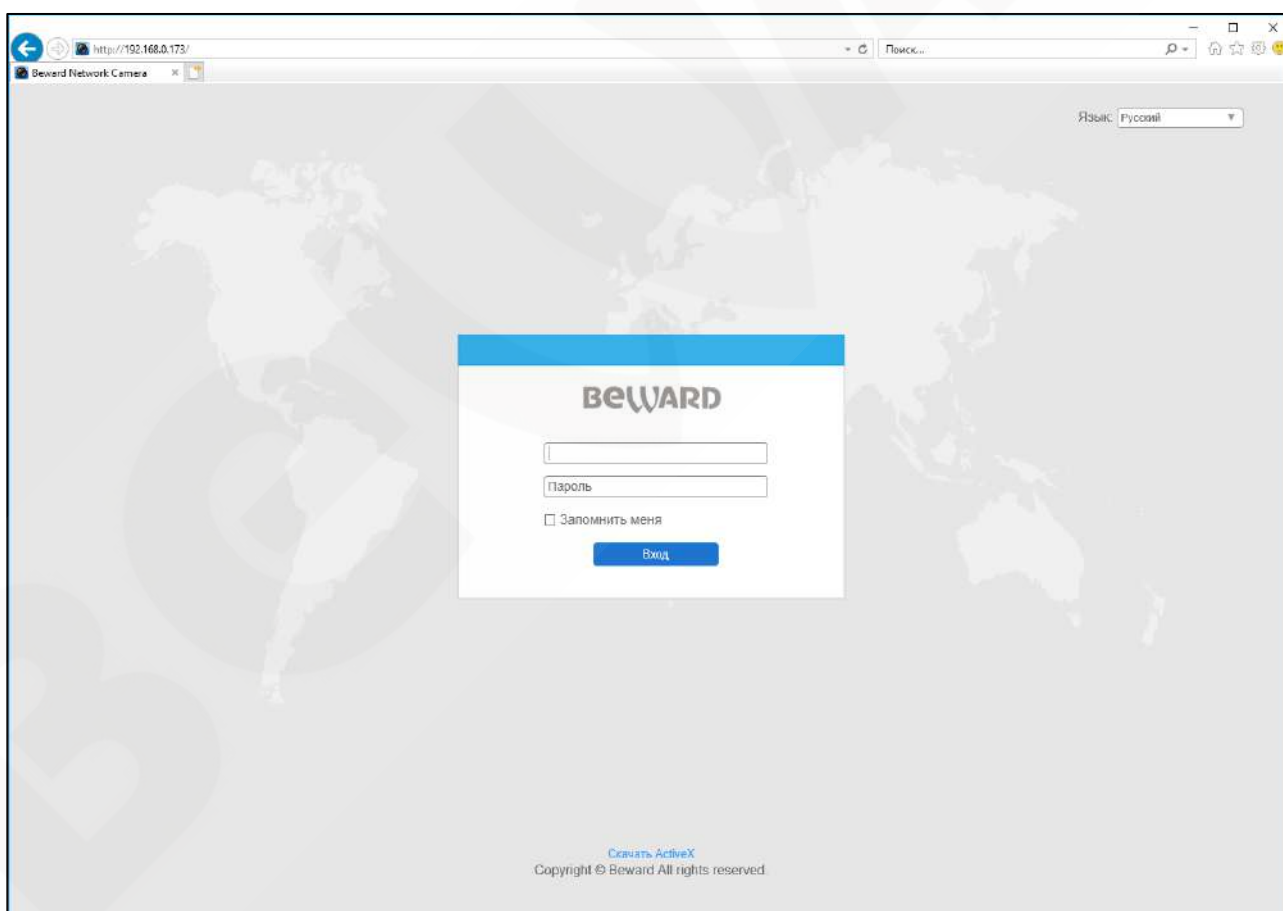 http://192.168.0.173/
Поиск...
Beward Network Camera
Язык: Русский
BEWARD
Пароль
Запомнить меня
Вход
Скачать ActiveX
Copyright © Beward All rights reserved.